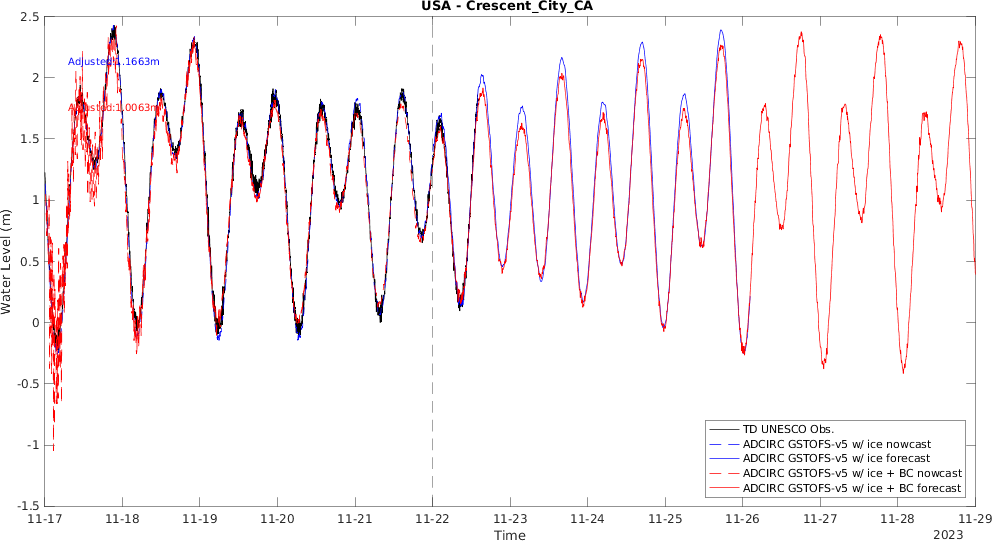 USA - Crescent_City_CA
2.5
2
1.5
1
0.5
0
-0.5
-1
-1.5
Water Level (m)
Adjusted:1.1663m
Adjusted:1.0063m
TD UNESCO Obs.
ADCIRC GSTOFS-v5 w/ ice nowcast
ADCIRC GSTOFS-v5 w/ ice forecast
ADCIRC GSTOFS-v5 w/ ice + BC nowcast
ADCIRC GSTOFS-v5 w/ ice + BC forecast
11-17 11-18 11-19 11-20 11-21 11-22 11-23 11-24 11-25 11-26 11-27 11-28 11-29
Time
2023